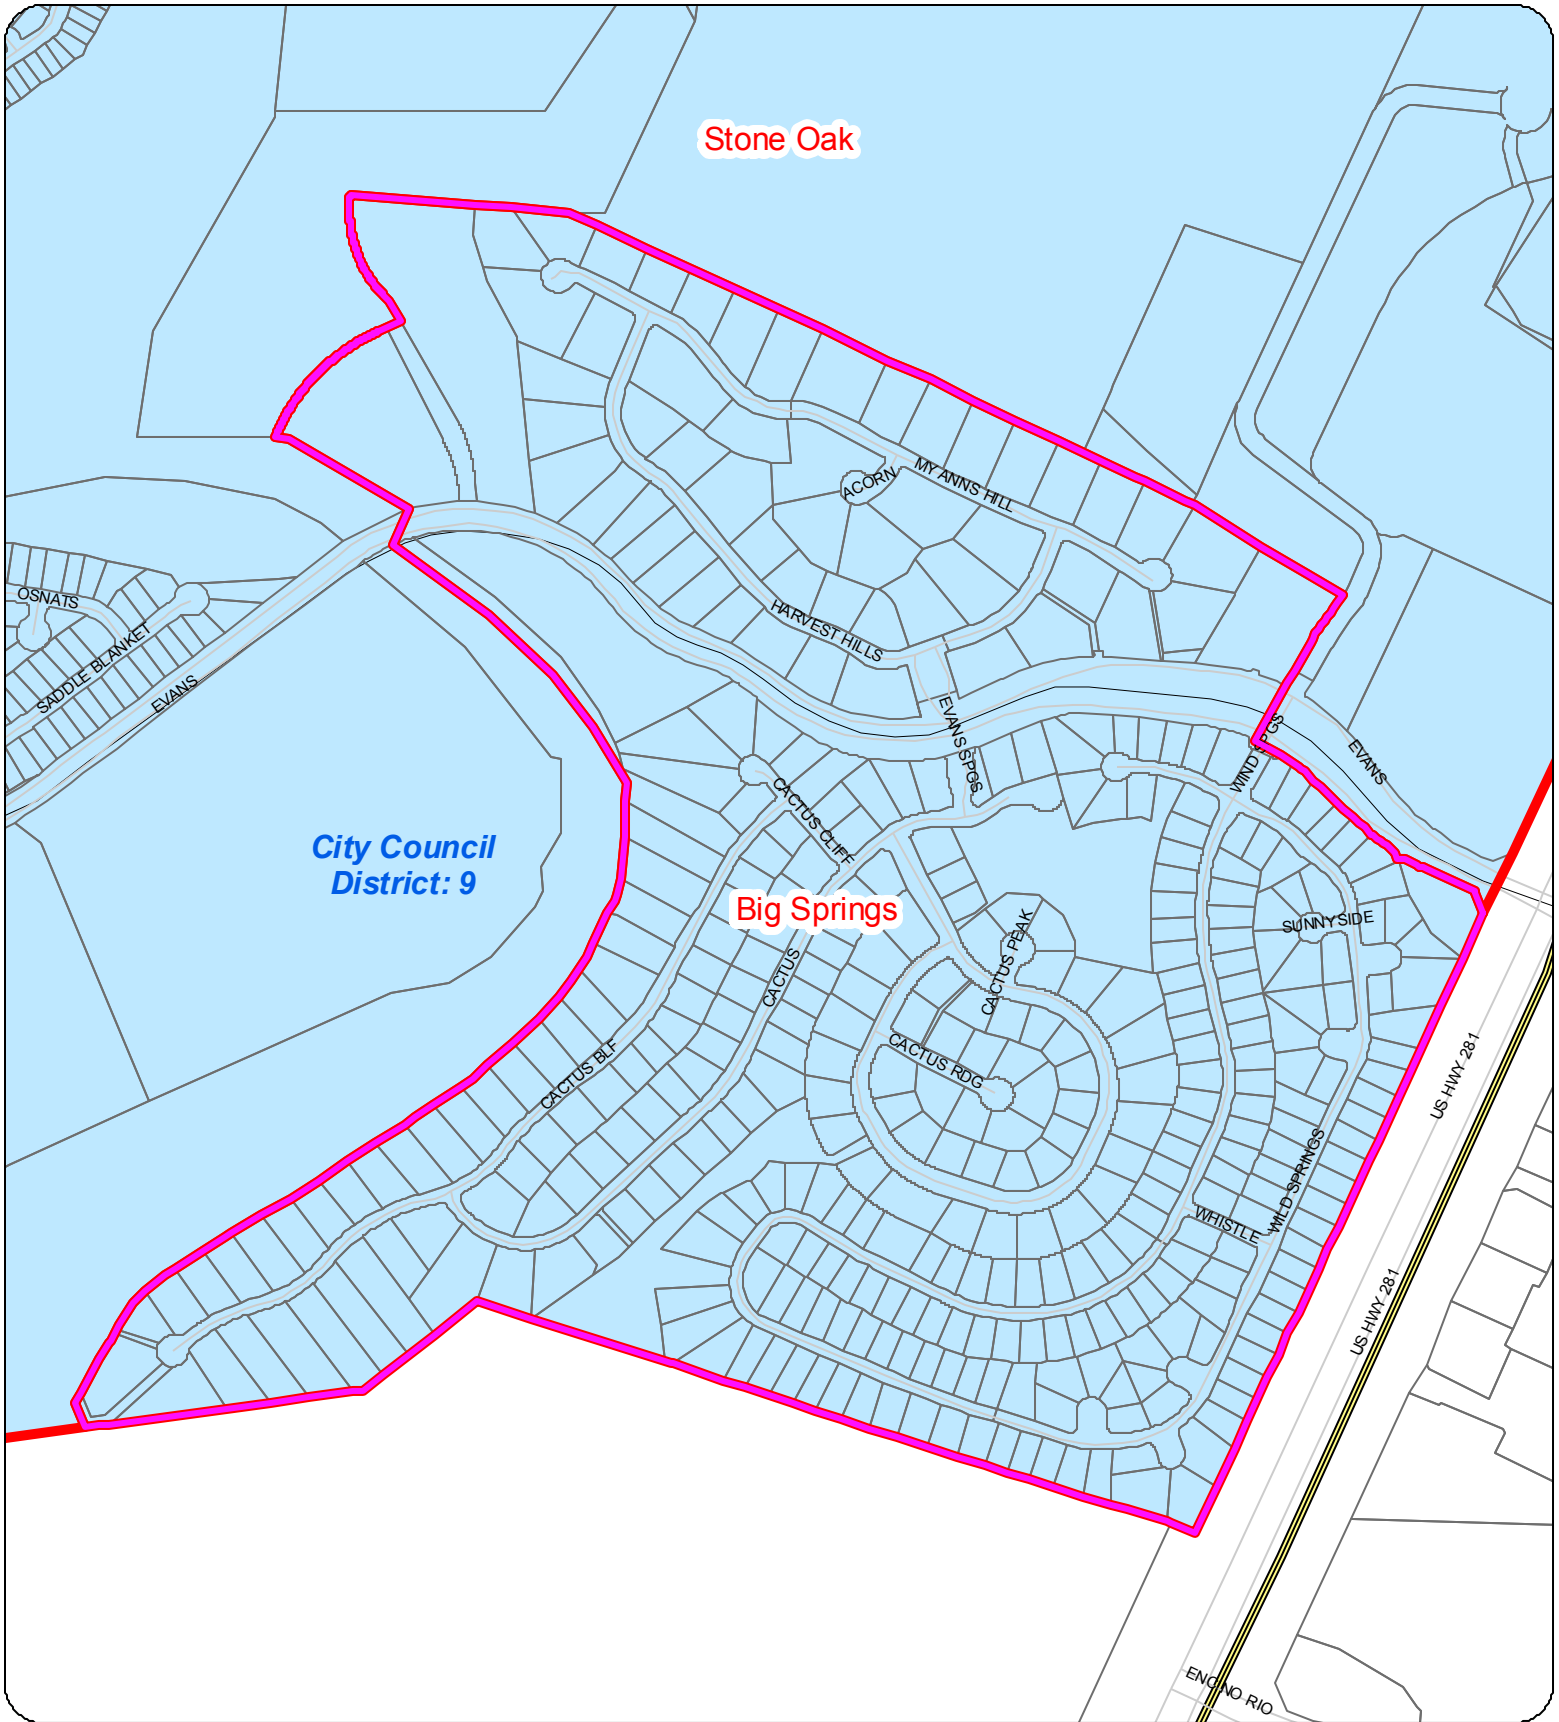 Stone Oak
ACORN
MY ANNS HILL
OSNATS
SADDLE BLANKET
EVANS
HARVEST HILLS
EVANS SPGS
WIND SPGS
EVANS
CACTUS CLIFF
City Council
District: 9
Big Springs
SUNNYSIDE
CACTUS PEAK
CACTUS
CACTUS RDG
CACTUS BLF
US HWY 281
WILD SPRINGS
WHISTLE
US HWY 281
ENCINO RIO